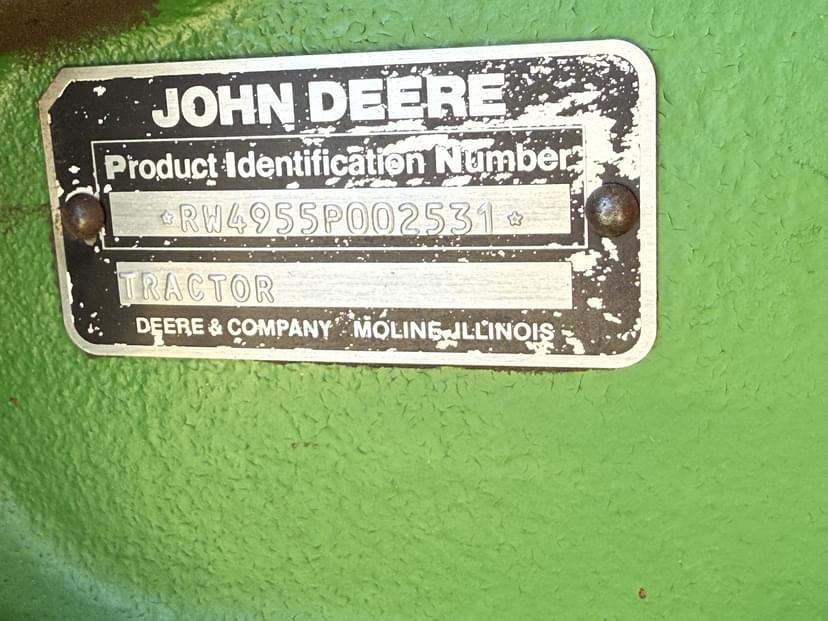 JOHN DEERE
Product Identification Number
*RW4955P002531*
TRACTOR
DEERE & COMPANY MOLINE ILLINOIS